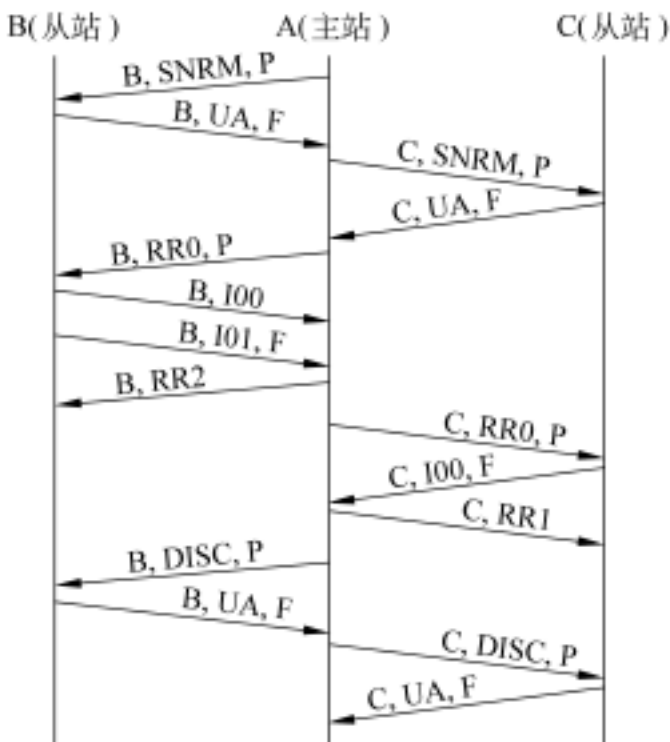 B(从站) A(主站) C(从站)
B, SNRM, P
B, UA, F
C, SNRM, P
C, UA, F
B, RR0, P
B, I00
B, I01, F
B, RR2
C, RR0, P
C, I00, F
C, RR1
B, DISC, P
B, UA, F
C, DISC, P
C, UA, F